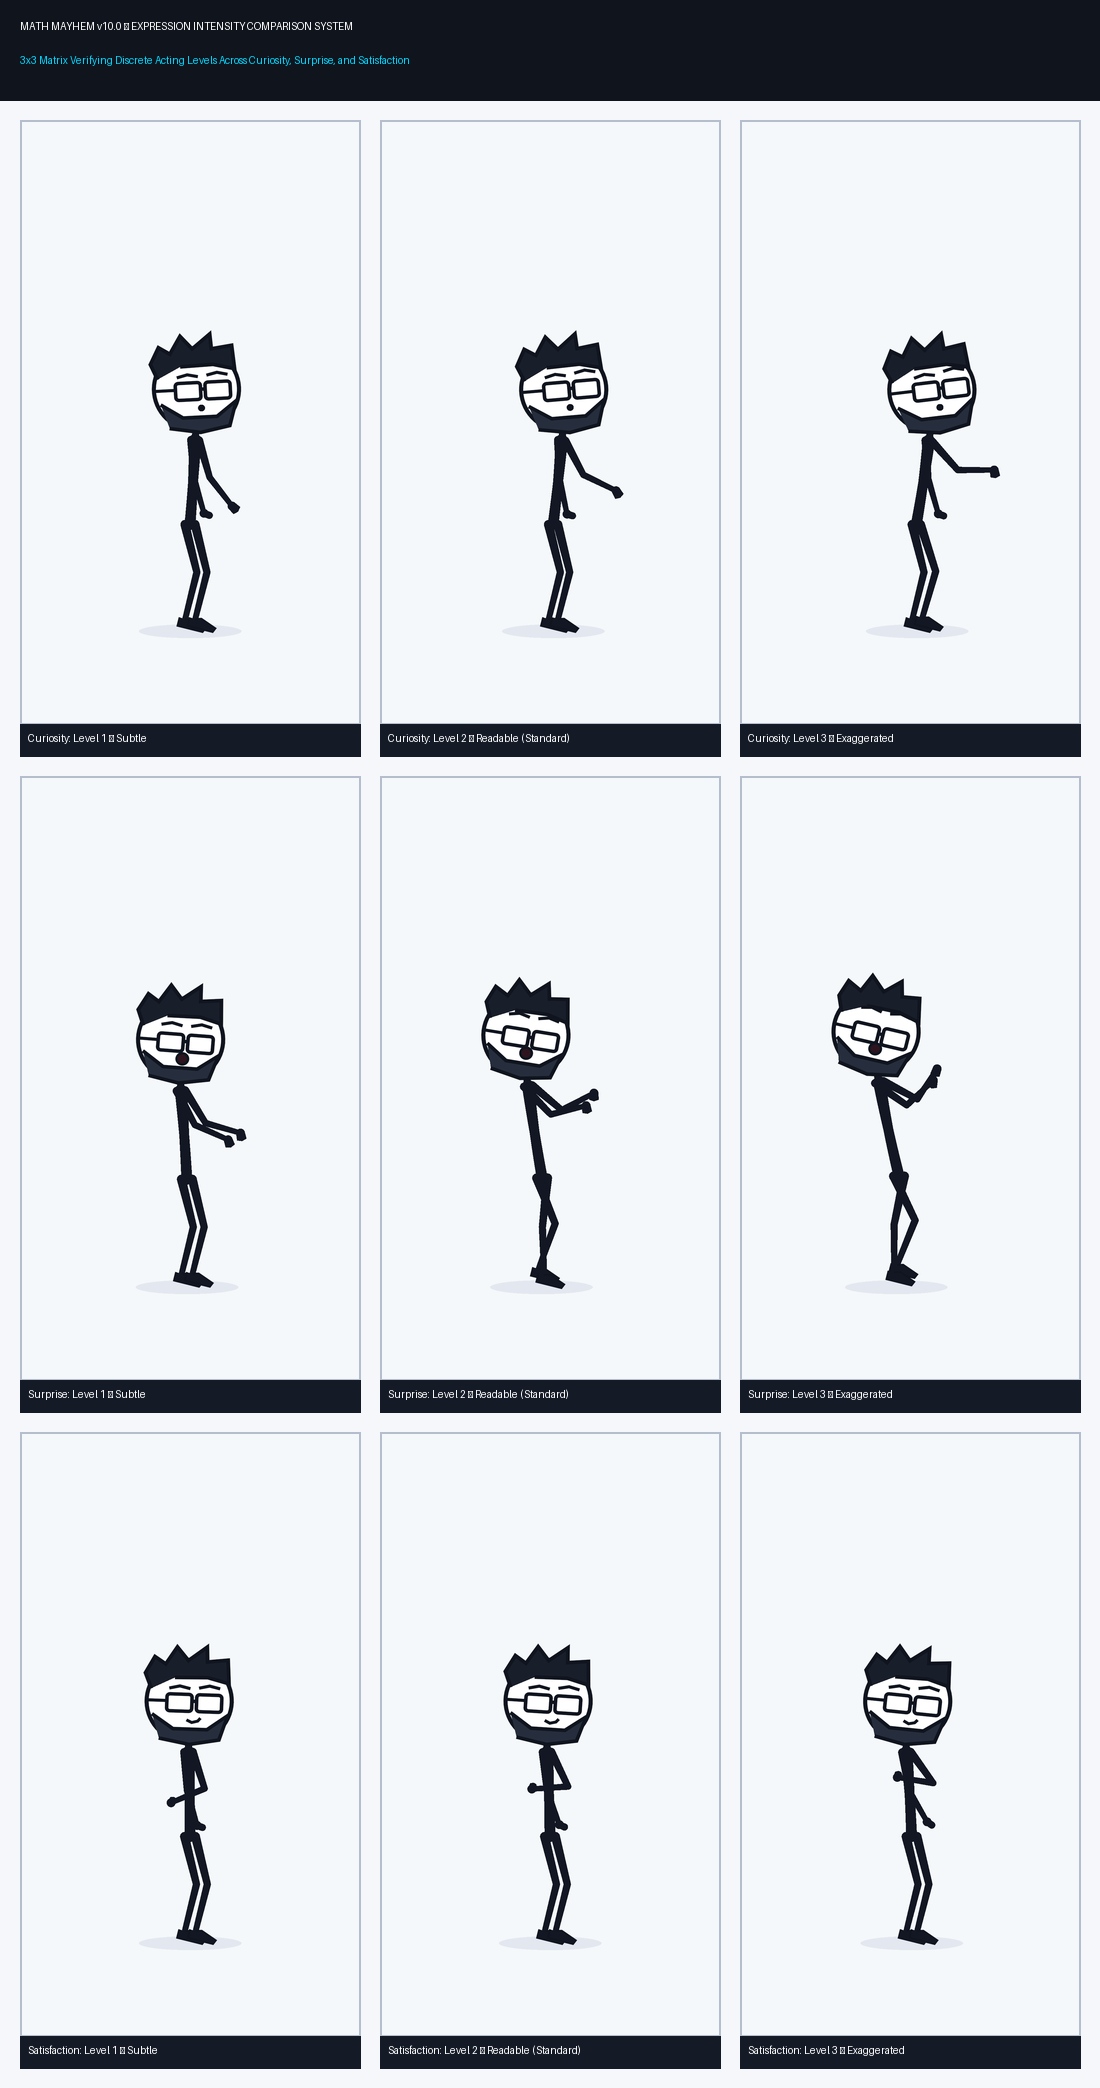 MATH MAYHEM v10.0 ☒ EXPRESSION INTENSITY COMPARISON SYSTEM
3x3 Matrix Verifying Discrete Acting Levels Across Curiosity, Surprise, and Satisfaction
Curiosity: Level 1 ☒ Subtle
Curiosity: Level 2 ☒ Readable (Standard)
Curiosity: Level 3 ☒ Exaggerated
Surprise: Level 1 ☒ Subtle
Surprise: Level 2 ☒ Readable (Standard)
Surprise: Level 3 ☒ Exaggerated
Satisfaction: Level 1 ☒ Subtle
Satisfaction: Level 2 ☒ Readable (Standard)
Satisfaction: Level 3 ☒ Exaggerated